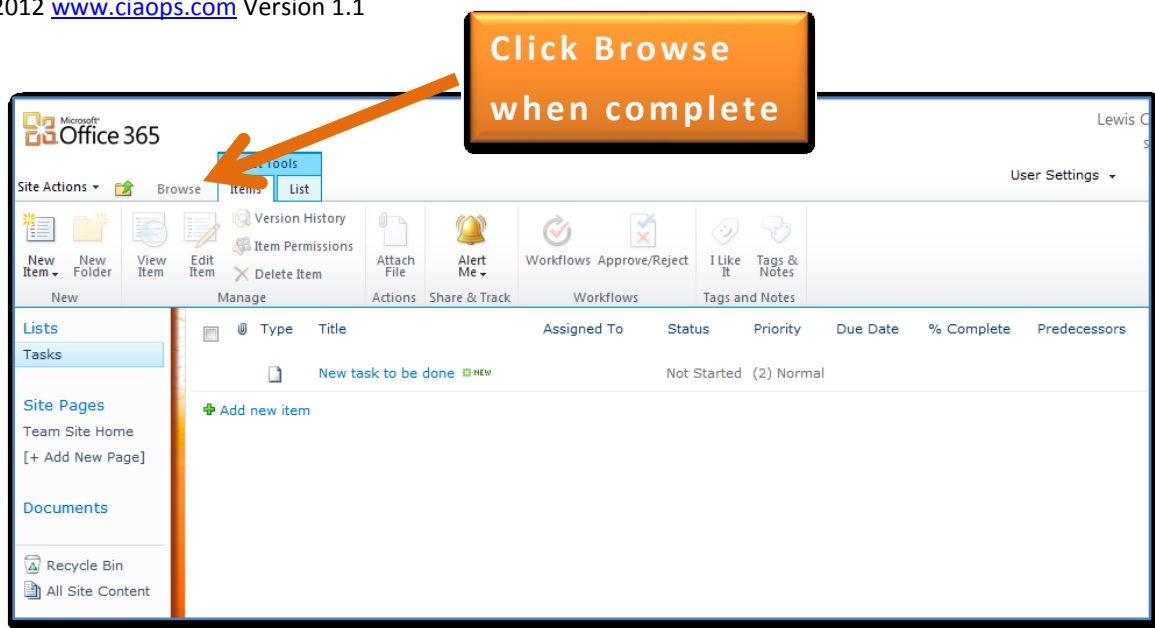 2012 www.ciaops.com Version 1.1
Click Browse
when complete
Microsoft
Office 365
Lewis C
s
Tools
Site Actions
Browse
Items
List
User Settings
Version History
Item Permissions
Delete Item
New Item
New Folder
View Item
Edit Item
Attach File
Alert Me
Workflows
Approve/Reject
I Like It
Tags & Notes
New
Manage
Actions
Share & Track
Workflows
Tags and Notes
Lists
Tasks
Site Pages
Team Site Home
[+ Add New Page]
Documents
Recycle Bin
All Site Content
Type Title Assigned To Status Priority Due Date % Complete Predecessors
New task to be done NEW Not Started (2) Normal
Add new item